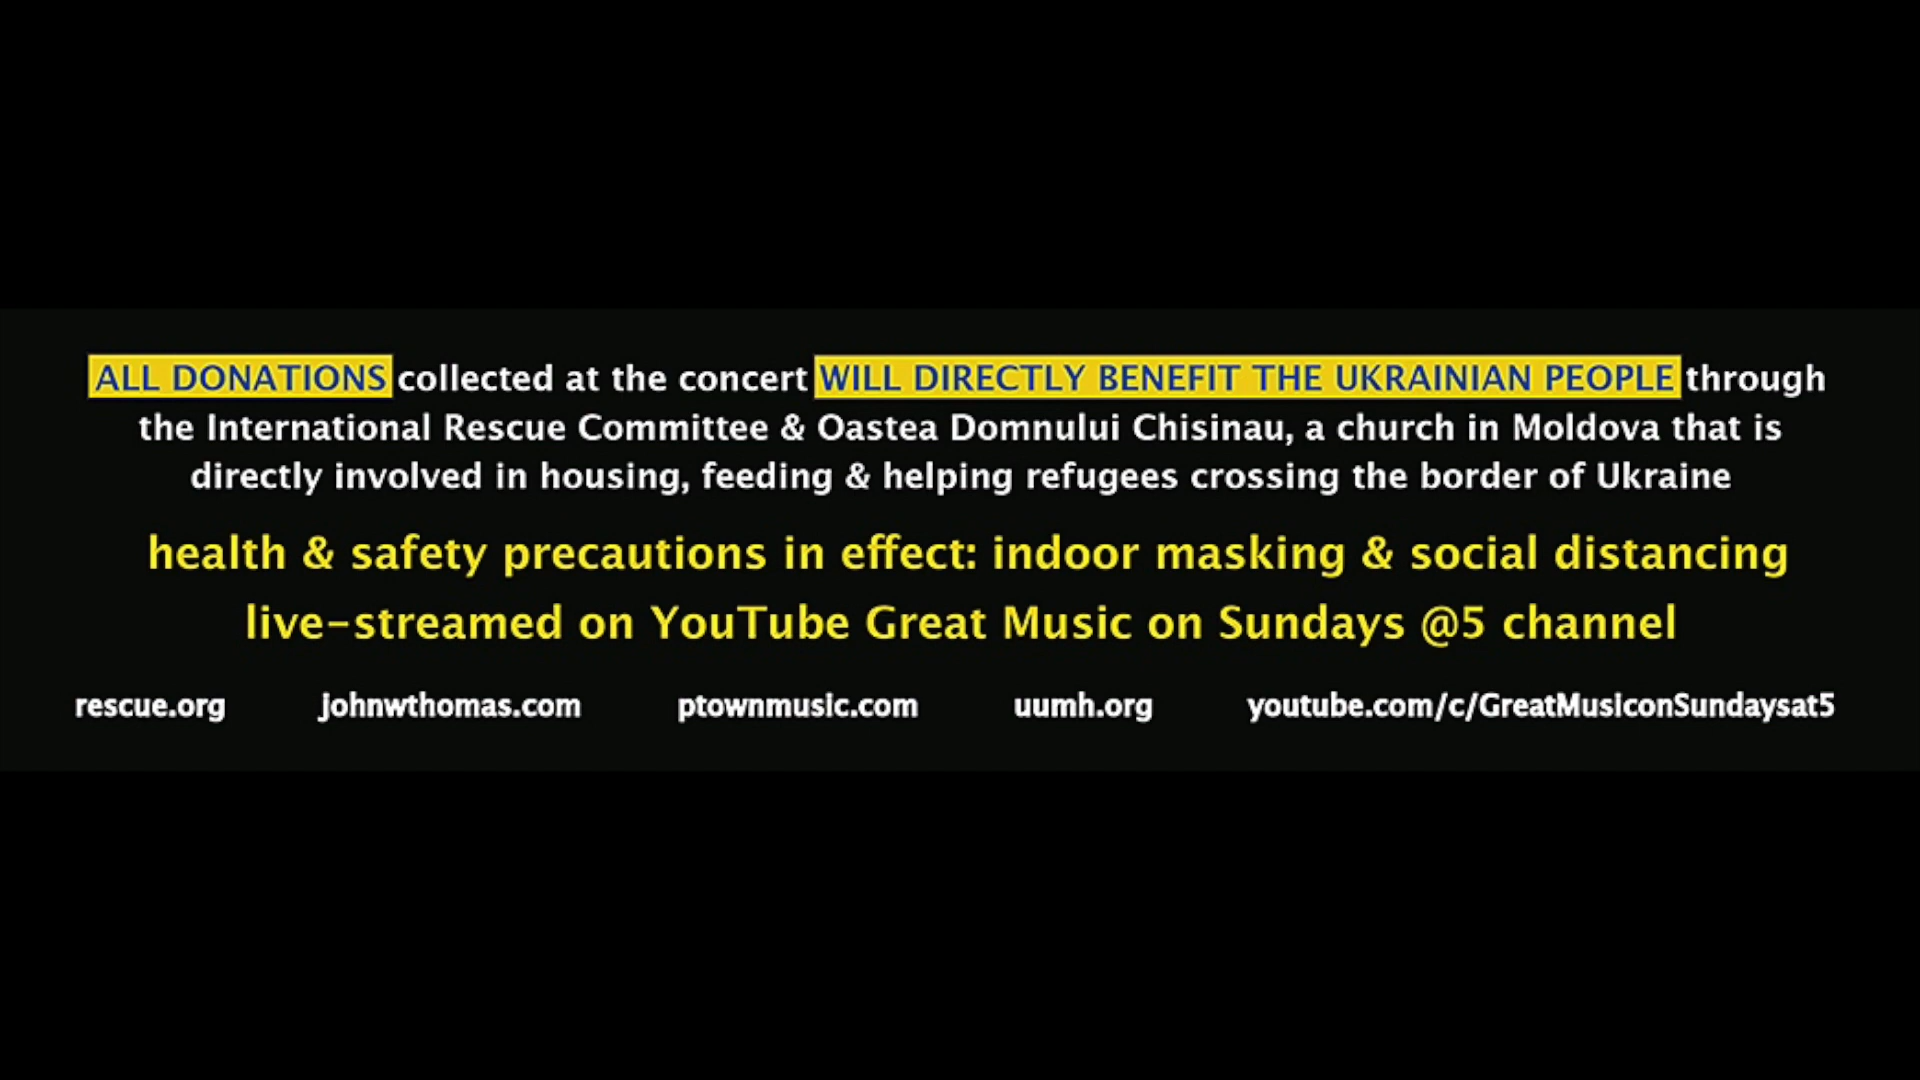 ALL DONATIONS collected at the concert WILL DIRECTLY BENEFIT THE UKRAINIAN PEOPLE through
the International Rescue Committee & Oastea Domnului Chisinau, a church in Moldova that is
directly involved in housing, feeding & helping refugees crossing the border of Ukraine
health & safety precautions in effect: indoor masking & social distancing
live-streamed on YouTube Great Music on Sundays @5 channel
rescue.org johnwthomas.com ptownmusic.com uumh.org youtube.com/c/GreatMusiconSundaysat5